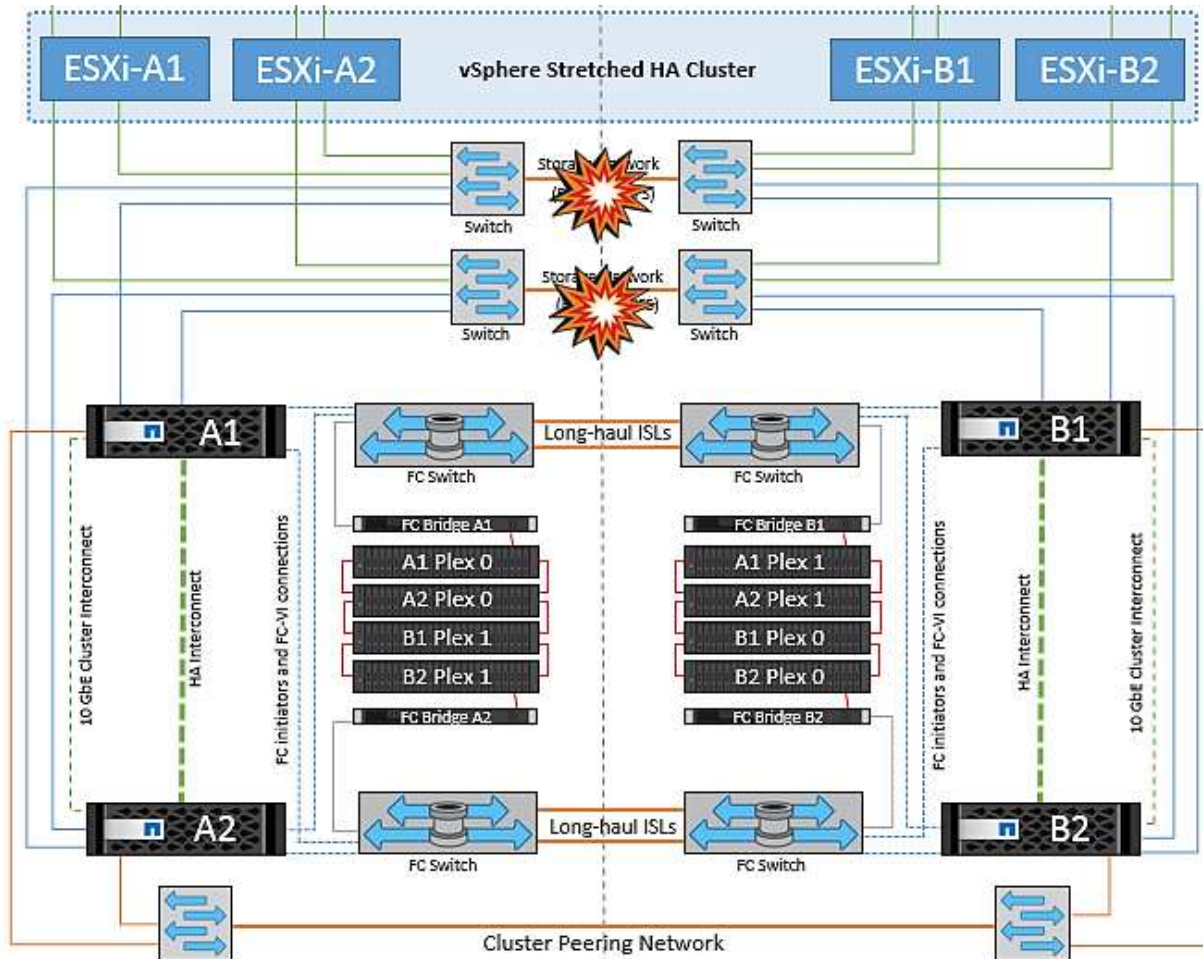 ESXi-A1
ESXi-A2
vSphere Stretched HA Cluster
ESXi-B1
ESXi-B2
Switch
Switch
Switch
Switch
A1
B1
Long-haul ISLs
FC Switch
FC Switch
FC Bridge A1
FC Bridge B1
A1 Plex 0
A1 Plex 1
A2 Plex 0
A2 Plex 1
B1 Plex 1
B1 Plex 0
B2 Plex 1
B2 Plex 0
FC Bridge A2
FC Bridge B2
10 GbE Cluster Interconnect
HA Interconnect
FC initiators and FC-VI connections
FC initiators and FC-VI connections
HA Interconnect
10 GbE Cluster Interconnect
A2
B2
Long-haul ISLs
FC Switch
FC Switch
Cluster Peering Network